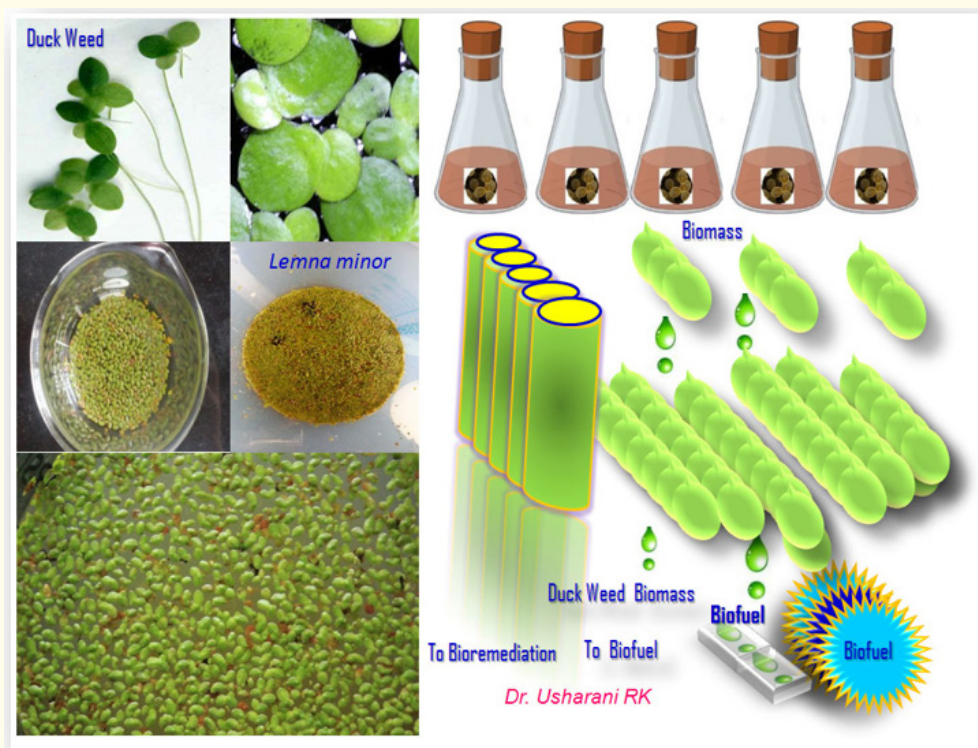 Duck Weed
Lemna minor
Biomass
Duck Weed Biomass
Biofuel
To Bioremediation
To Biofuel
Biofuel
Dr. Usharani RK